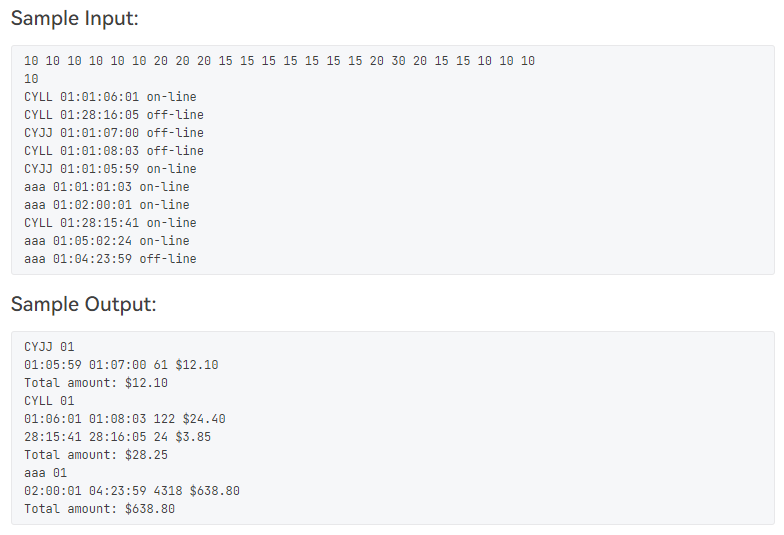 Sample Input:
10 10 10 10 10 10 20 20 20 15 15 15 15 15 15 15 20 30 20 15 15 10 10 10
10
CYLL 01:01:06:01 on-line
CYLL 01:28:16:05 off-line
CYJJ 01:01:07:00 off-line
CYLL 01:01:08:03 off-line
CYJJ 01:01:05:59 on-line
aaa 01:01:01:03 on-line
aaa 01:02:00:01 on-line
CYLL 01:28:15:41 on-line
aaa 01:05:02:24 on-line
aaa 01:04:23:59 off-line
Sample Output:
CYJJ 01
01:05:59 01:07:00 61 $12.10
Total amount: $12.10
CYLL 01
01:06:01 01:08:03 122 $24.40
28:15:41 28:16:05 24 $3.85
Total amount: $28.25
aaa 01
02:00:01 04:23:59 4318 $638.80
Total amount: $638.80